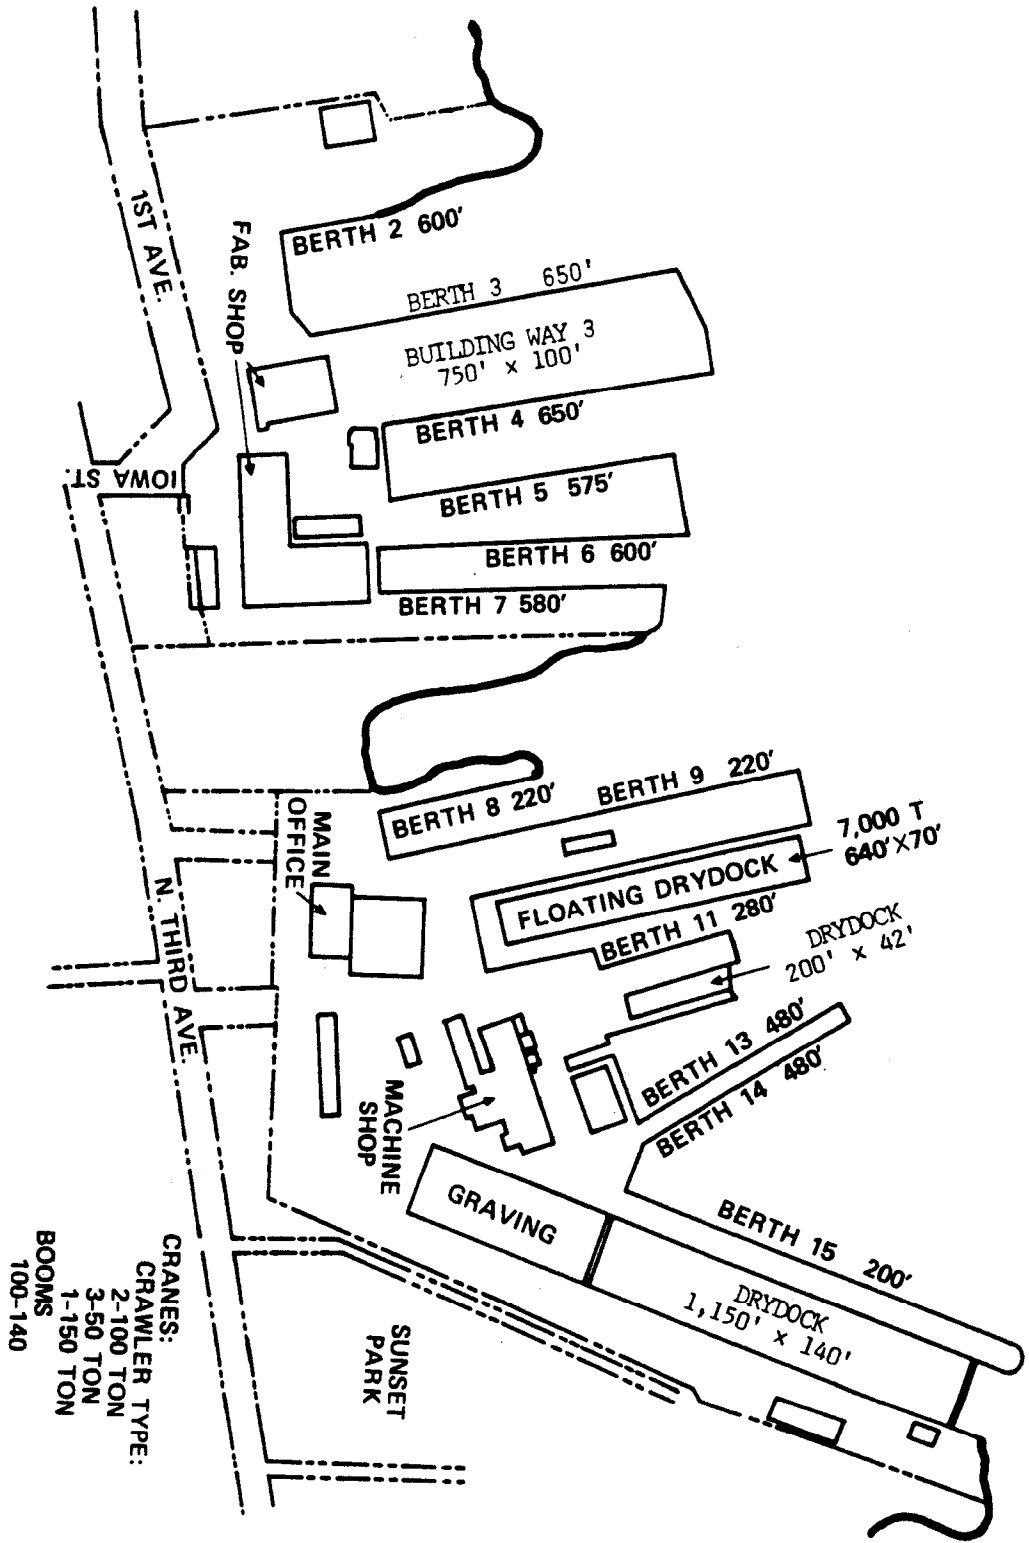 1ST AVE.
FAB. SHOP
BERTH 2 600'
BERTH 3 650'
BUILDING WAY 3
750' × 100'
BERTH 4 650'
IOWA ST.
BERTH 5 575'
BERTH 6 600'
BERTH 7 580'
BERTH 8 220'
BERTH 9 220'
7,000 T
640'×70'
FLOATING DRYDOCK
MAIN
OFFICE
BERTH 11 280'
DRYDOCK
200' × 42'
N. THIRD AVE.
BERTH 13 480'
BERTH 14 480'
MACHINE
SHOP
GRAVING
BERTH 15 200'
DRYDOCK
1,150' × 140'
SUNSET
PARK
CRANES:
CRAWLER TYPE:
2-100 TON
3-50 TON
1-150 TON
BOOMS
100-140